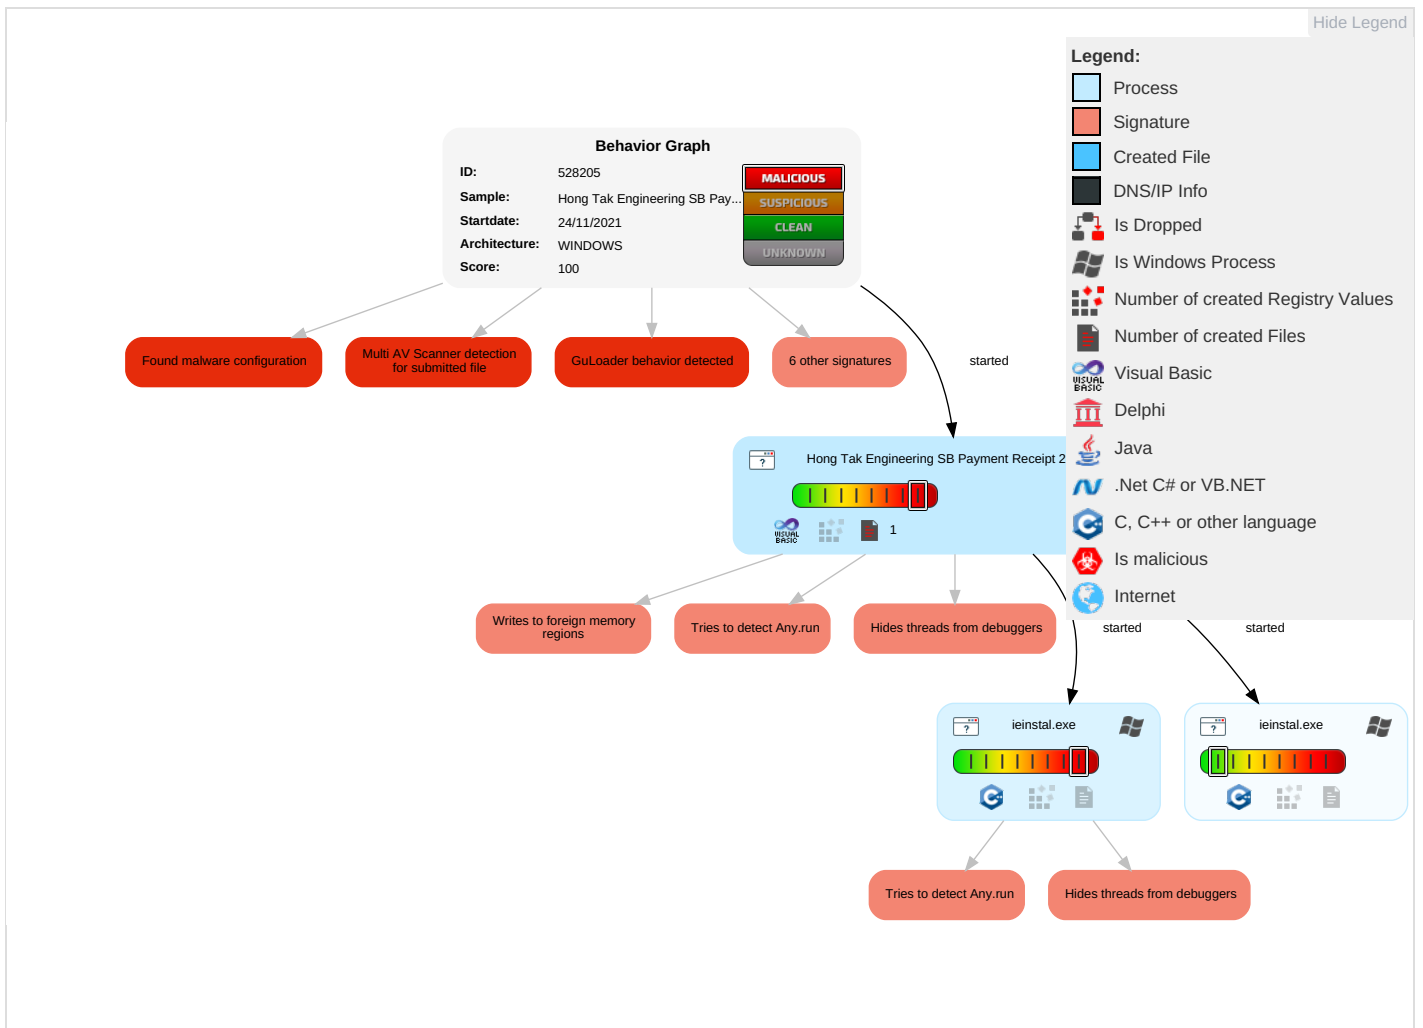 Hide Legend
Legend:
Process
Signature
Created File
DNS/IP Info
Is Dropped
Is Windows Process
Number of created Registry Values
Number of created Files
Visual Basic
Delphi
Java
.Net C# or VB.NET
C, C++ or other language
Is malicious
Internet
VISUAL
BASIC
Behavior Graph
ID: 528205
Sample: Hong Tak Engineering SB Pay...
Startdate: 24/11/2021
Architecture: WINDOWS
Score: 100
MALICIOUS
SUSPICIOUS
CLEAN
UNKNOWN
Found malware configuration
Multi AV Scanner detection
for submitted file
GuLoader behavior detected
6 other signatures
started
?
Hong Tak Engineering SB Payment Receipt 2
VISUAL
BASIC
1
Writes to foreign memory
regions
Tries to detect Any.run
Hides threads from debuggers
started
started
?
ieinstal.exe
?
ieinstal.exe
Tries to detect Any.run
Hides threads from debuggers